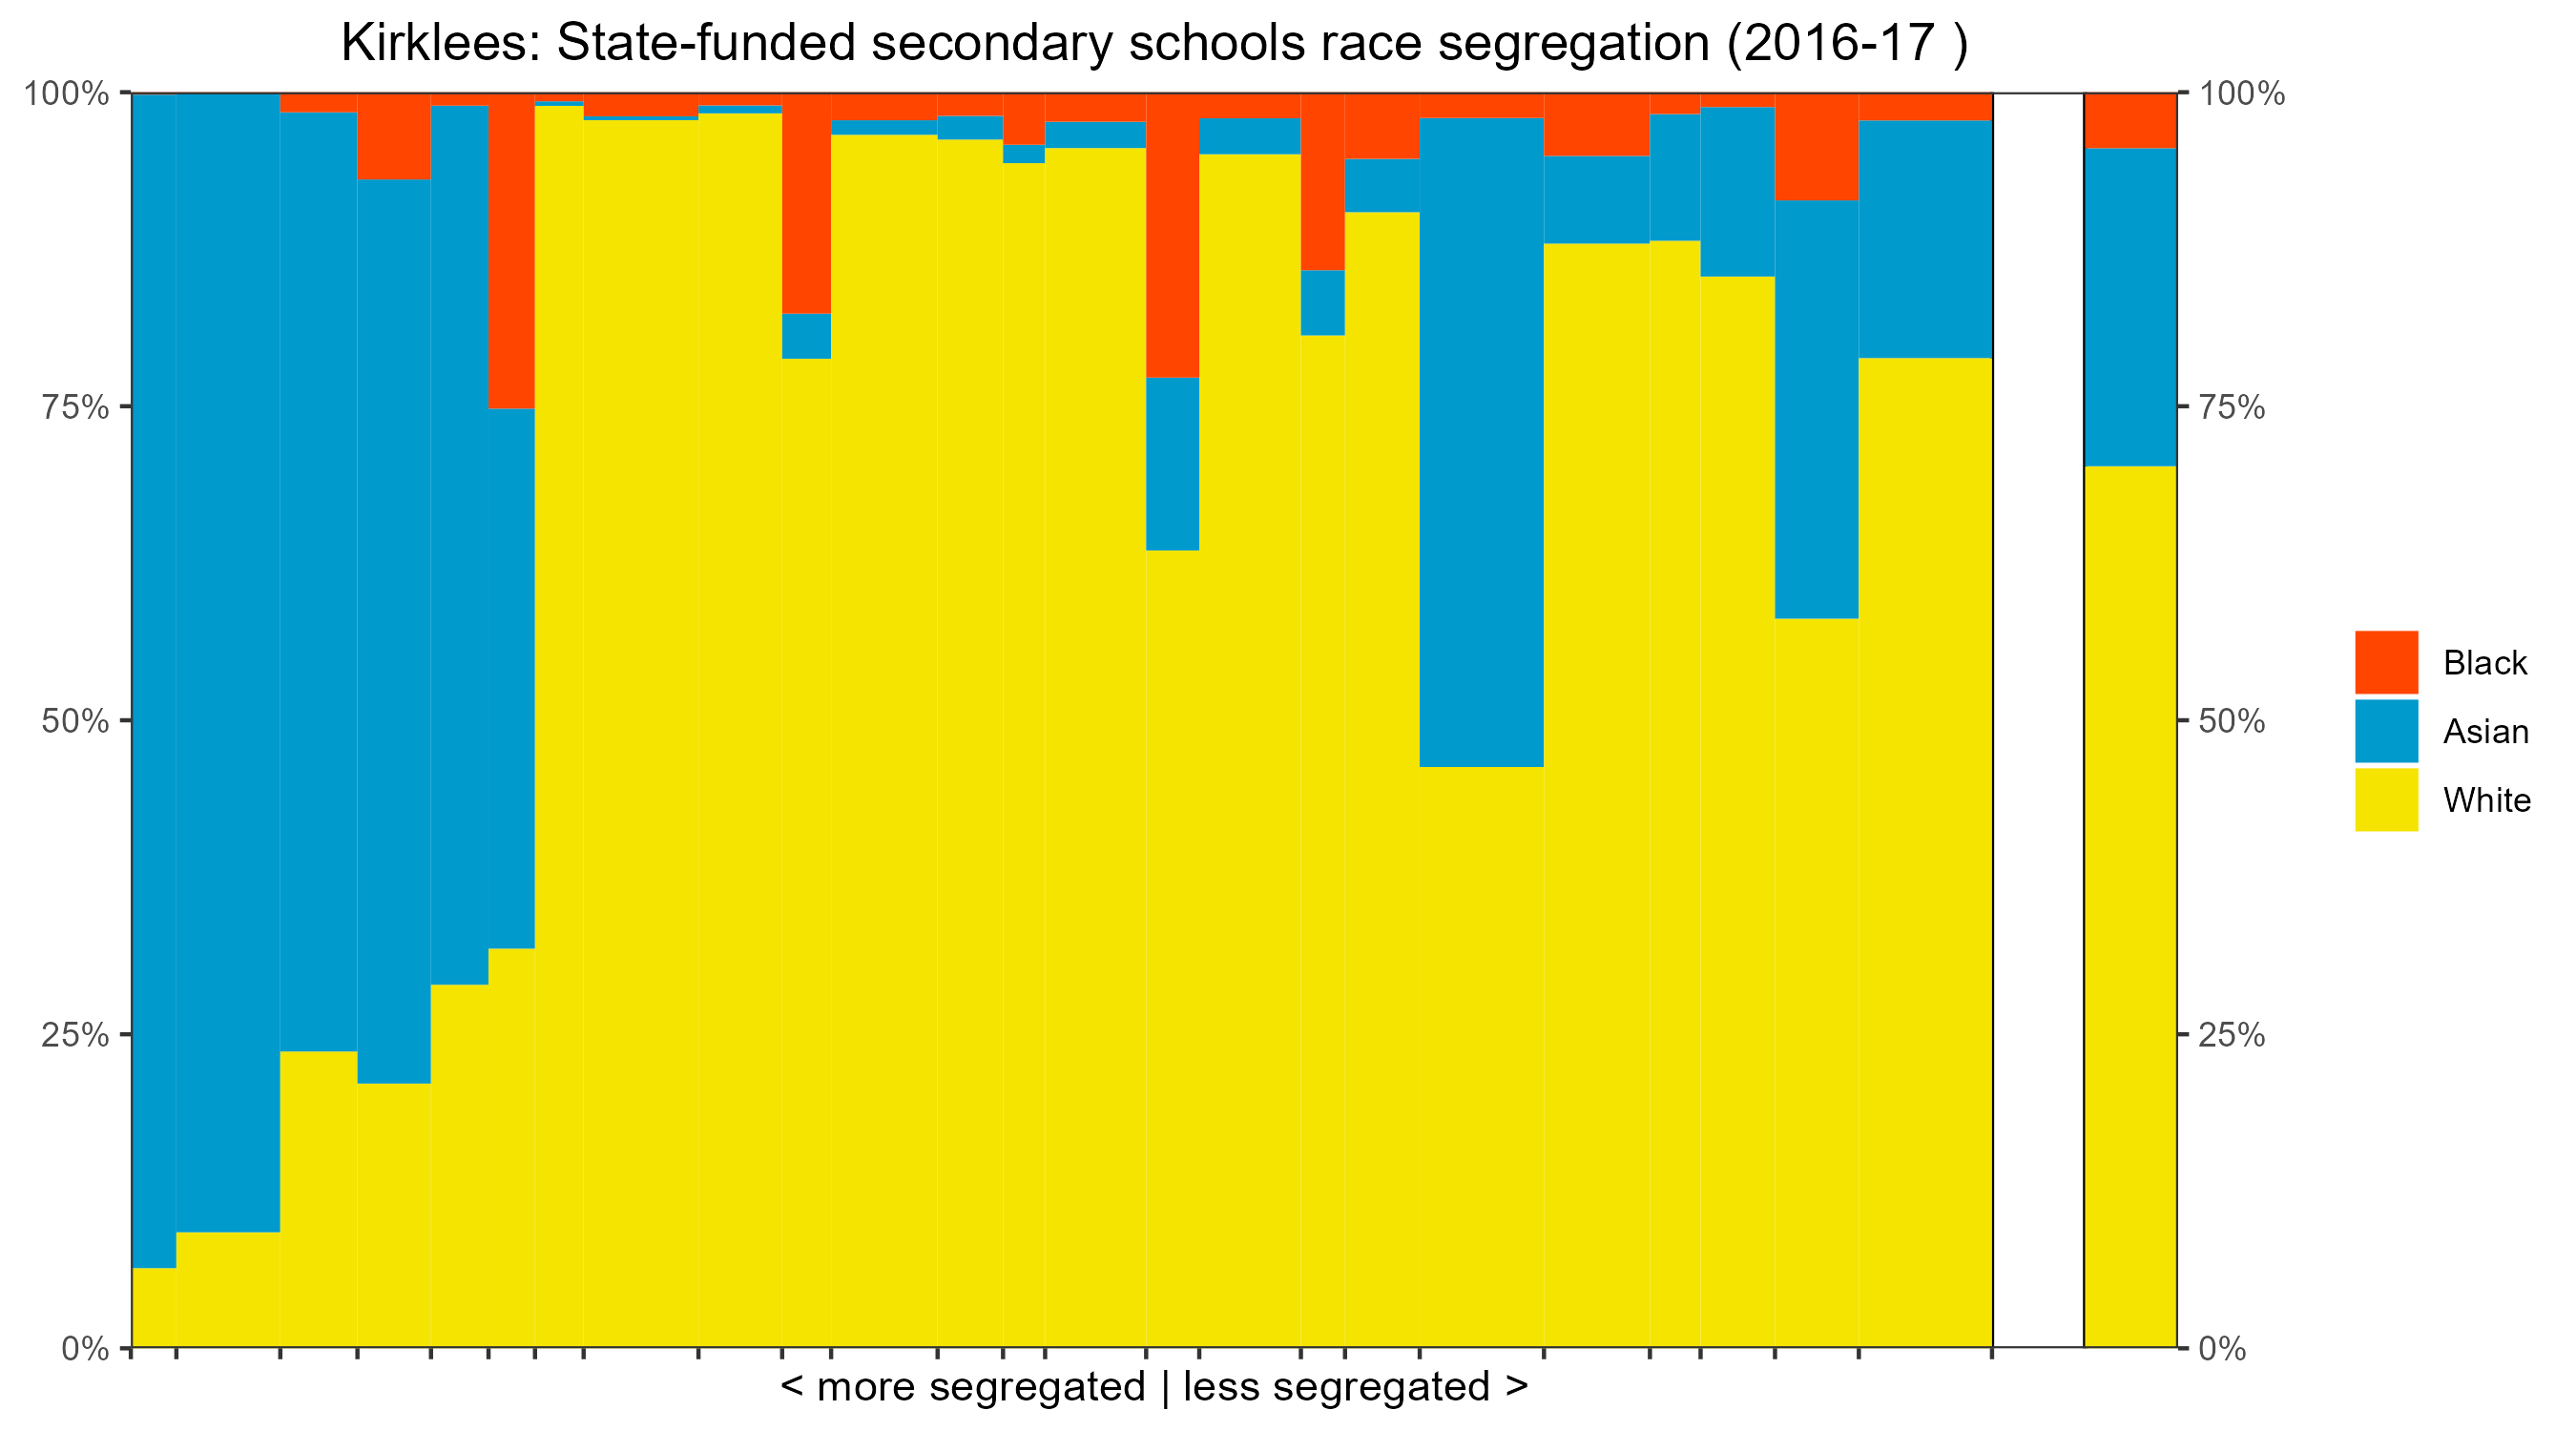 Kirklees: State-funded secondary schools race segregation (2016-17 )
100%
75%
50%
25%
0%
100%
75%
50%
25%
0%
Black
Asian
White
< more segregated | less segregated >